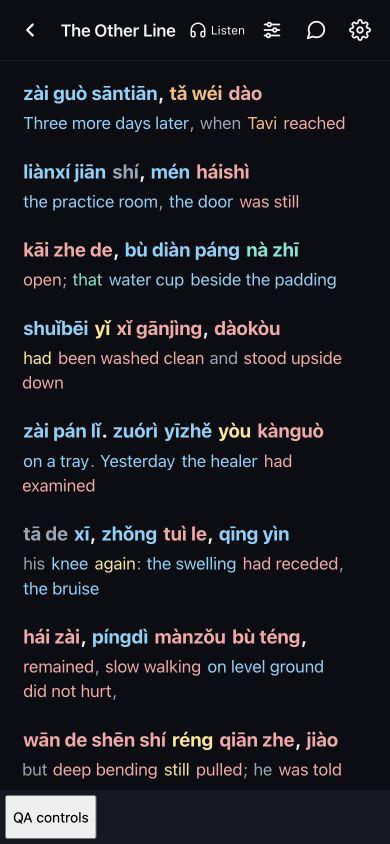 The Other Line
Listen
zài guò sāntiān, tǎ wéi dào
Three more days later, when Tavi reached
liànxí jiān shí, mén háishì
the practice room, the door was still
kāi zhe de, bù diàn páng nà zhī
open; that water cup beside the padding
shuǐbēi yǐ xǐ gānjìng, dàokòu
had been washed clean and stood upside
down
zài pán lǐ. zuórì yīzhě yòu kànguò
on a tray. Yesterday the healer had
examined
tā de xī, zhǒng tuì le, qīng yìn
his knee again: the swelling had receded,
the bruise
hái zài, píngdì mànzǒu bù téng,
remained, slow walking on level ground
did not hurt,
wān de shēn shí réng qiān zhe, jiào
but deep bending still pulled; he was told
QA controls